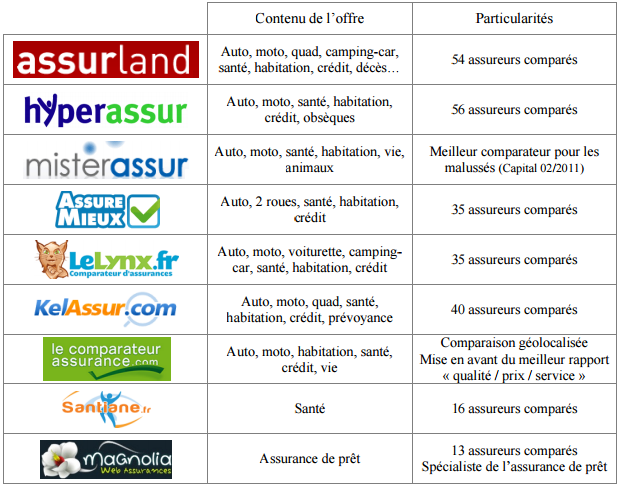 Contenu de l’offre
Particularités
assurland
Auto, moto, quad, camping-car,
santé, habitation, crédit, décès…
54 assureurs comparés
hyperassur
Auto, moto, santé, habitation,
crédit, obsèques
56 assureurs comparés
misterassur
Auto, moto, santé, habitation, vie,
animaux
Meilleur comparateur pour les
malussés (Capital 02/2011)
ASSURE
MIEUX
Auto, 2 roues, santé, habitation,
crédit
35 assureurs comparés
LeLynx.fr
Comparateur d'assurances
Auto, moto, voiturette, camping-
car, santé, habitation, crédit
35 assureurs comparés
KelAssur.com
Auto, moto, quad, santé,
habitation, crédit, prévoyance
40 assureurs comparés
le comparateur
assurance.com
Auto, moto, habitation, santé,
crédit, vie
Comparaison géolocalisée
Mise en avant du meilleur rapport
« qualité / prix / service »
Santiane.fr
Santé
16 assureurs comparés
MAGNOLIA
Web Assurances
Assurance de prêt
13 assureurs comparés
Spécialiste de l’assurance de prêt